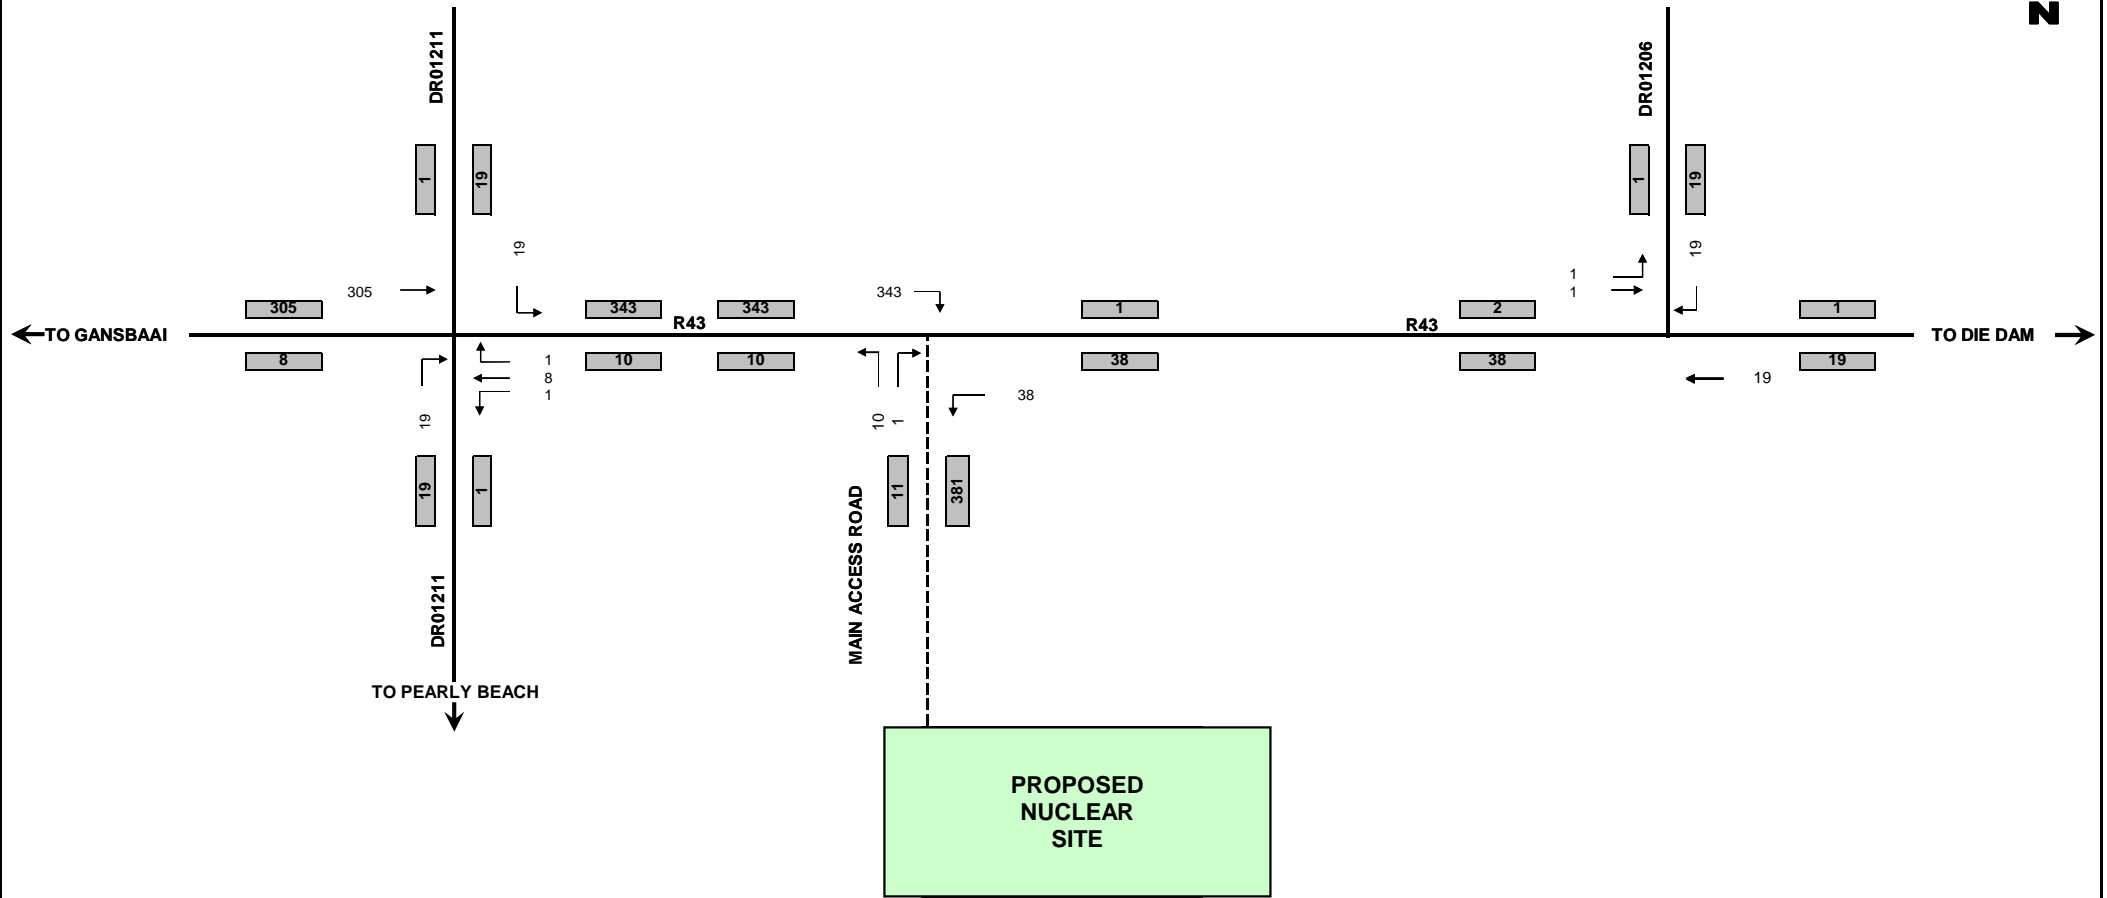 N
DR01211
DR01206
1
19
1
19
19
19
305
343
1
1
305
343
343
1
2
1
R43
R43
TO GANSBAAI
TO DIE DAM
8
1
10
10
38
38
19
8
19
1
38
19
10
1
19
1
11
381
MAIN ACCESS ROAD
DR01211
TO PEARLY BEACH
PROPOSED
NUCLEAR
SITE